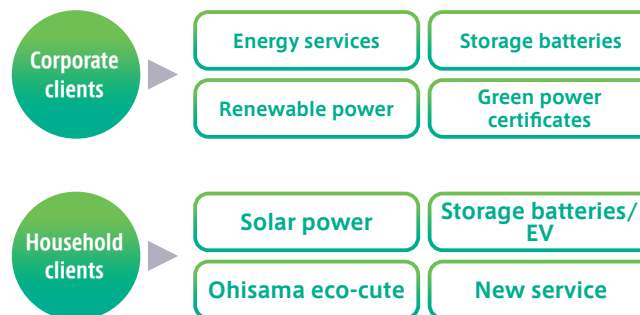 Corporate
clients
Energy services
Storage batteries
Renewable power
Green power
certificates
Household
clients
Solar power
Storage batteries/
EV
Ohisama eco-cute
New service